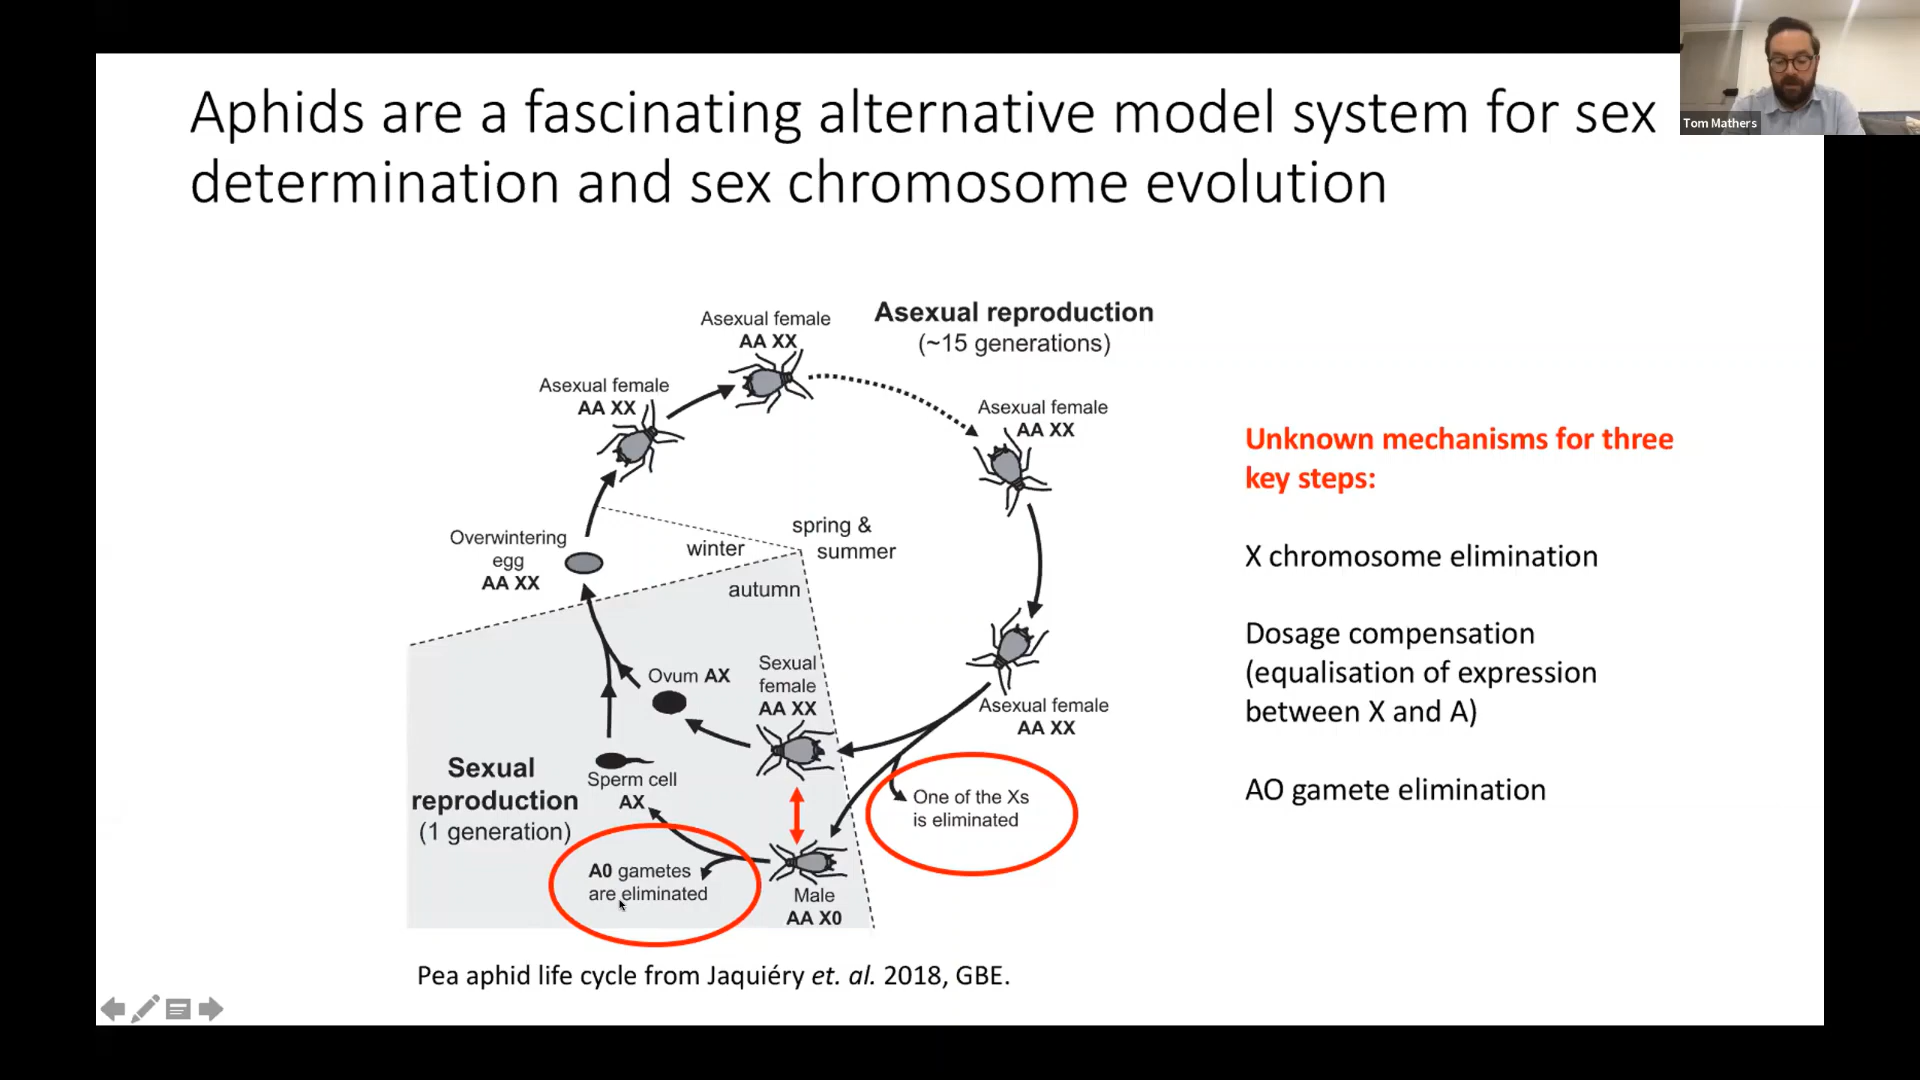 Aphids are a fascinating alternative model system for sex
determination and sex chromosome evolution
Tom Mathers
Asexual female
AA XX
Asexual reproduction
(~15 generations)
Asexual female
AA XX
Asexual female
AA XX
Unknown mechanisms for three
key steps:
X chromosome elimination
Dosage compensation
(equalisation of expression
between X and A)
AO gamete elimination
Overwintering
egg
AA XX
winter
spring &
summer
autumn
Ovum AX
Sexual
female
AA XX
Asexual female
AA XX
Sexual
reproduction
(1 generation)
Sperm cell
AX
One of the Xs
is eliminated
A0 gametes
are eliminated
Male
AA X0
Pea aphid life cycle from Jaquiéry et. al. 2018, GBE.